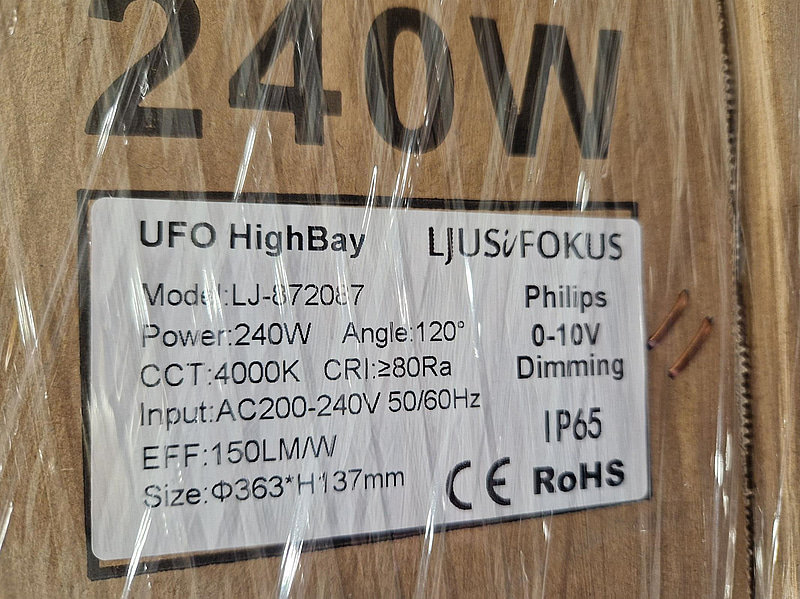 240W
UFO HighBay
LJUSiFOKUS
Model:LJ-872087
Power:240W Angle:120°
CCT:4000K CRI:≥80Ra
Input:AC200-240V 50/60Hz
EFF:150LM/W
Size:Φ363*H137mm
Philips
0-10V
Dimming
IP65
CE RoHS